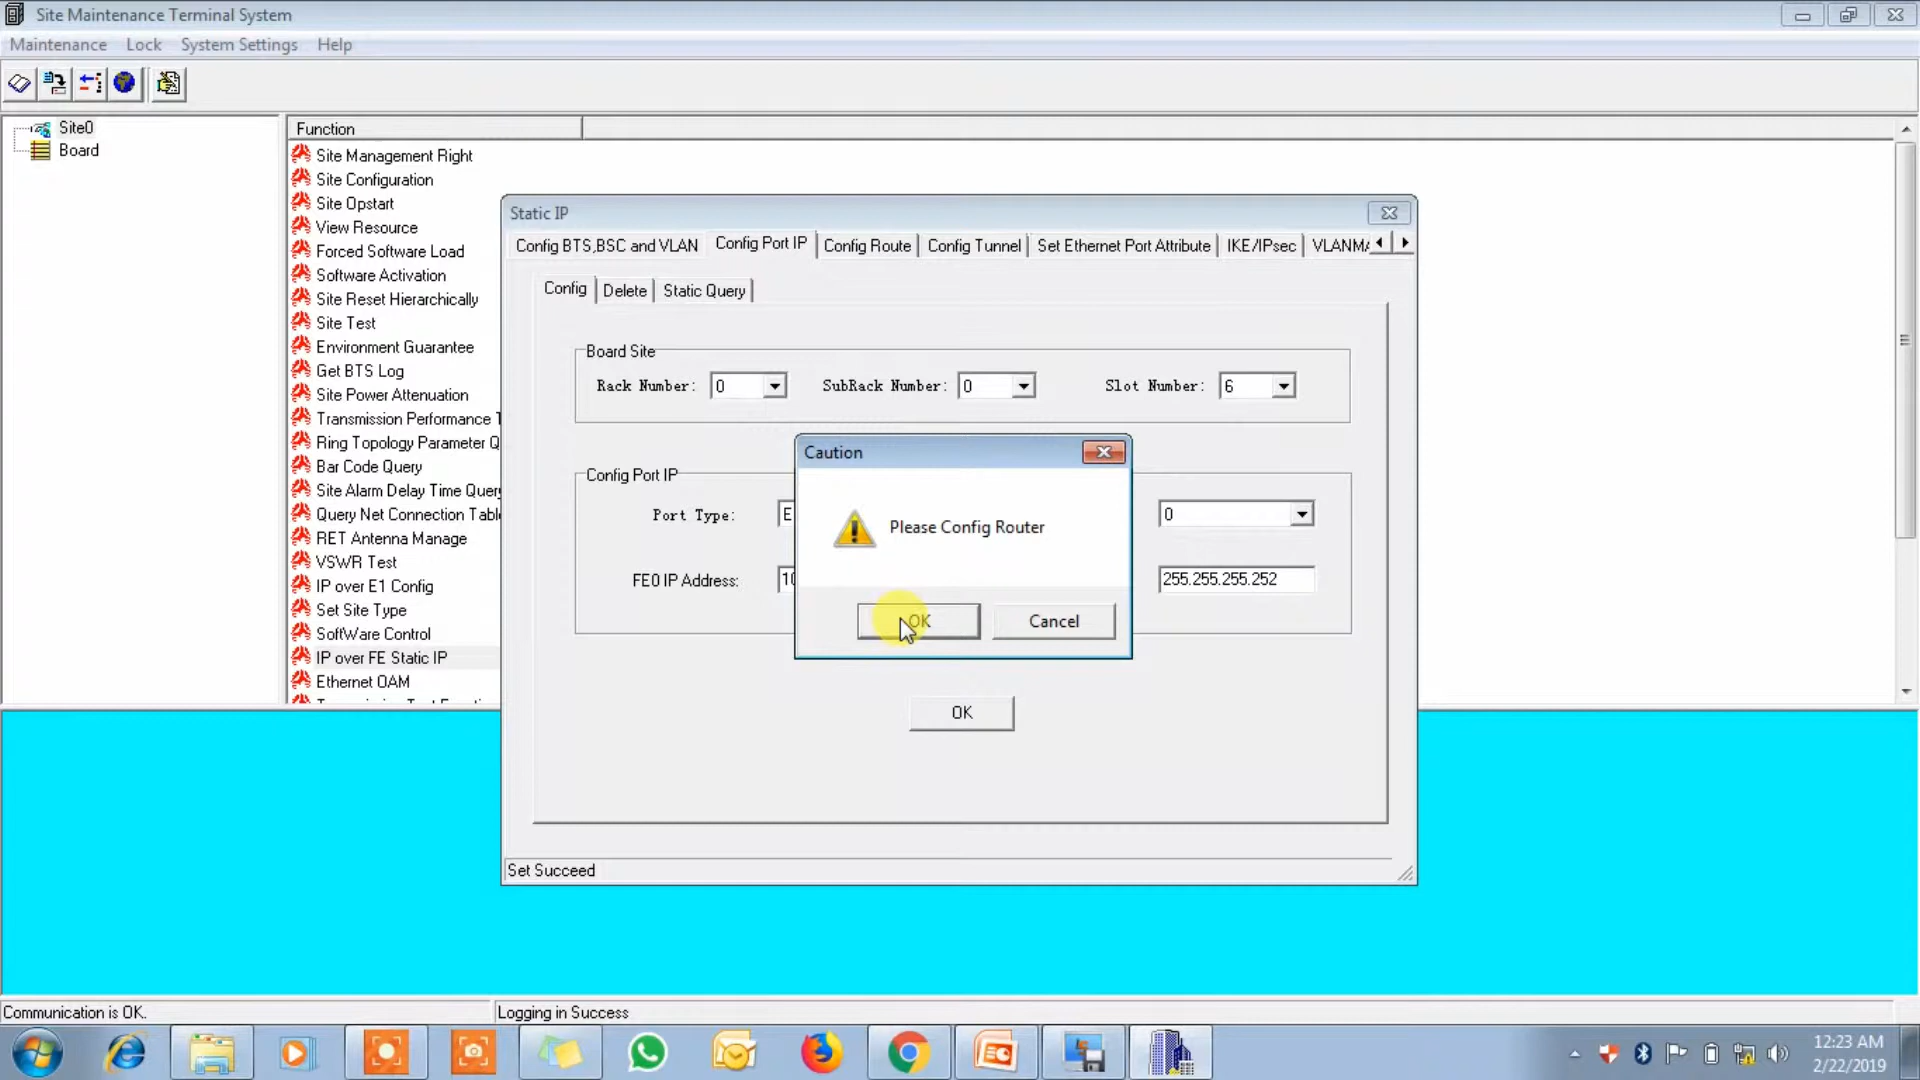 Site Maintenance Terminal System
Maintenance Lock System Settings Help
Site0
Board
Function
Site Management Right
Site Configuration
Site Opstart
View Resource
Forced Software Load
Software Activation
Site Reset Hierarchically
Site Test
Environment Guarantee
Get BTS Log
Site Power Attenuation
Transmission Performance T
Ring Topology Parameter Q
Bar Code Query
Site Alarm Delay Time Quer
Query Net Connection Tabl
RET Antenna Manage
VSWR Test
IP over E1 Config
Set Site Type
SoftWare Control
IP over FE Static IP
Ethernet OAM
Static IP
Config BTS,BSC and VLAN Config Port IP Config Route Config Tunnel Set Ethernet Port Attribute IKE/IPsec VLANMA
Config Delete Static Query
Board Site
Rack Number: 0 SubRack Number: 0 Slot Number: 6
Config Port IP
Port Type: E 0
FE0 IP Address: 10 255.255.255.252
Caution
Please Config Router
OK Cancel
OK
Set Succeed
Communication is OK. Logging in Success
12:23 AM
2/22/2019